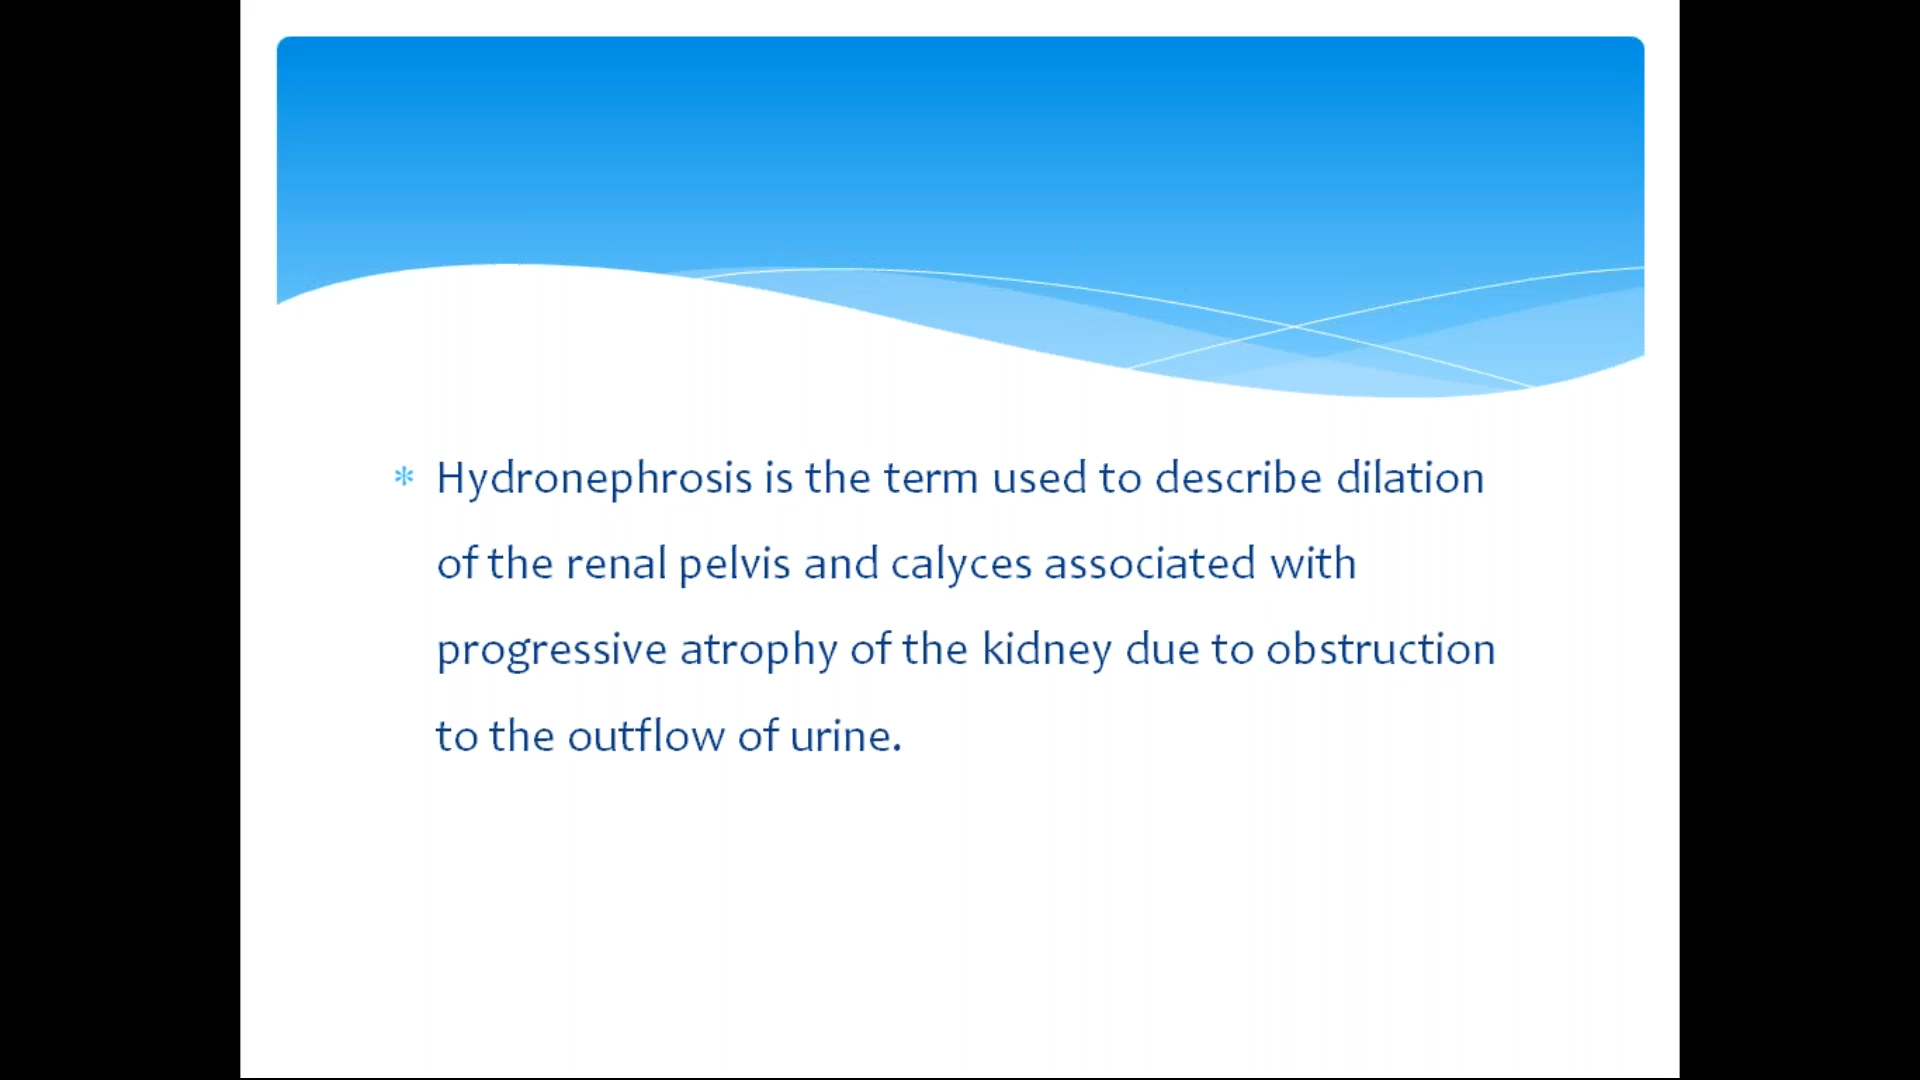 * Hydronephrosis is the term used to describe dilation
of the renal pelvis and calyces associated with
progressive atrophy of the kidney due to obstruction
to the outflow of urine.